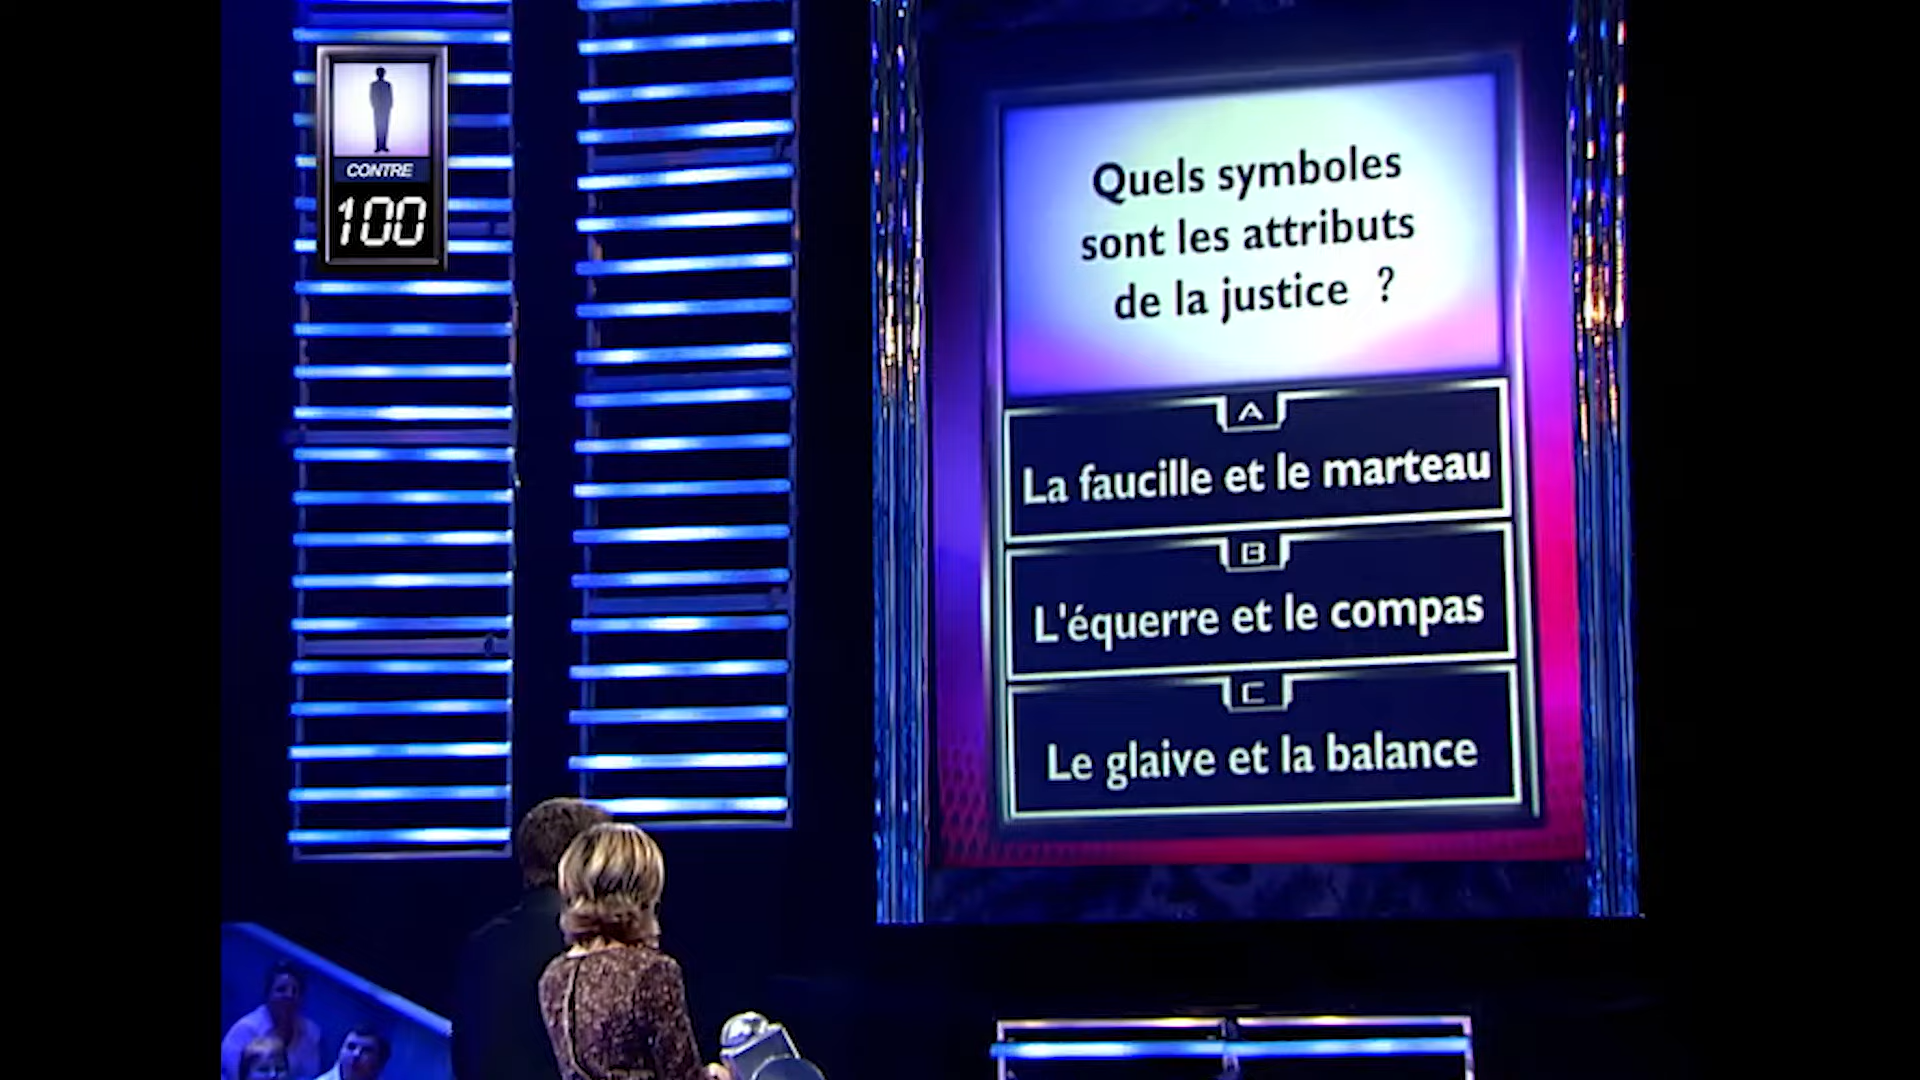 CONTRE
100
Quels symboles
sont les attributs
de la justice ?
A
La faucille et le marteau
B
L'équerre et le compas
C
Le glaive et la balance